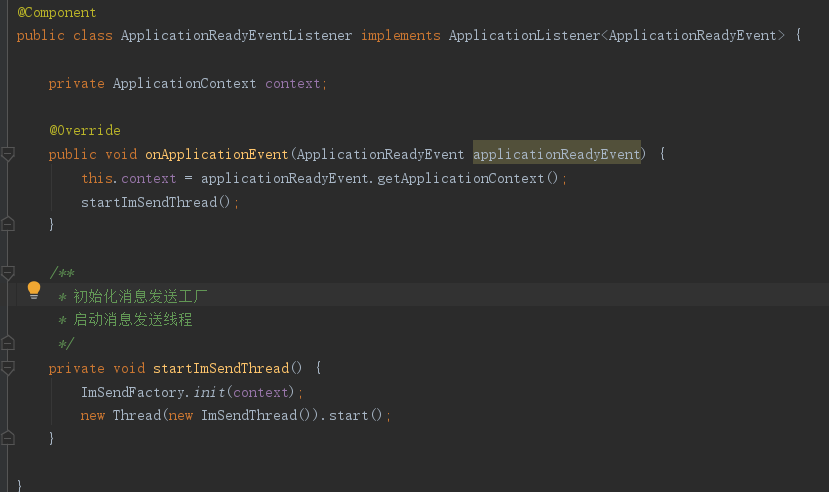 @Component
public class ApplicationReadyEventListener implements ApplicationListener<ApplicationReadyEvent> {
private ApplicationContext context;
@Override
public void onApplicationEvent(ApplicationReadyEvent applicationReadyEvent) {
this.context = applicationReadyEvent.getApplicationContext();
startImSendThread();
}
/**
* 初始化消息发送工厂
* 启动消息发送线程
*/
private void startImSendThread() {
ImSendFactory.init(context);
new Thread(new ImSendThread()).start();
}
}